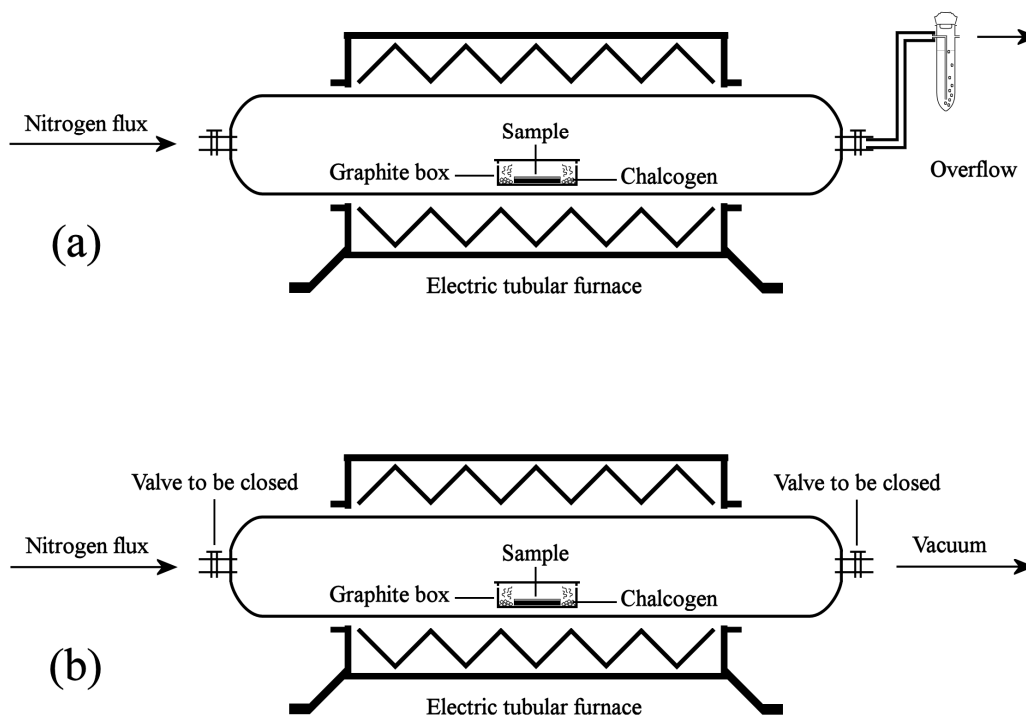 Nitrogen flux
Sample
Graphite box
Chalcogen
Overflow
(a)
Electric tubular furnace
Valve to be closed
Valve to be closed
Nitrogen flux
Sample
Vacuum
Graphite box
Chalcogen
(b)
Electric tubular furnace